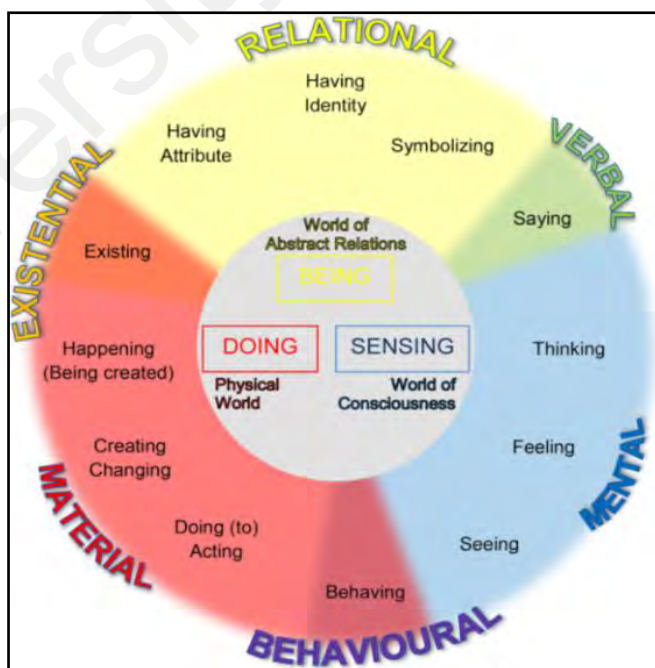 RELATIONAL
Having
Identity
Having
Attribute
Symbolizing
VERBAL
Saying
EXISTENTIAL
Existing
World of
Abstract Relations
BEING
DOING
SENSING
Physical
World
World of
Consciousness
Happening
(Being created)
Thinking
Creating
Changing
Feeling
MENTAL
MATERIAL
Doing (to)
Acting
Seeing
Behaving
BEHAVIOURAL